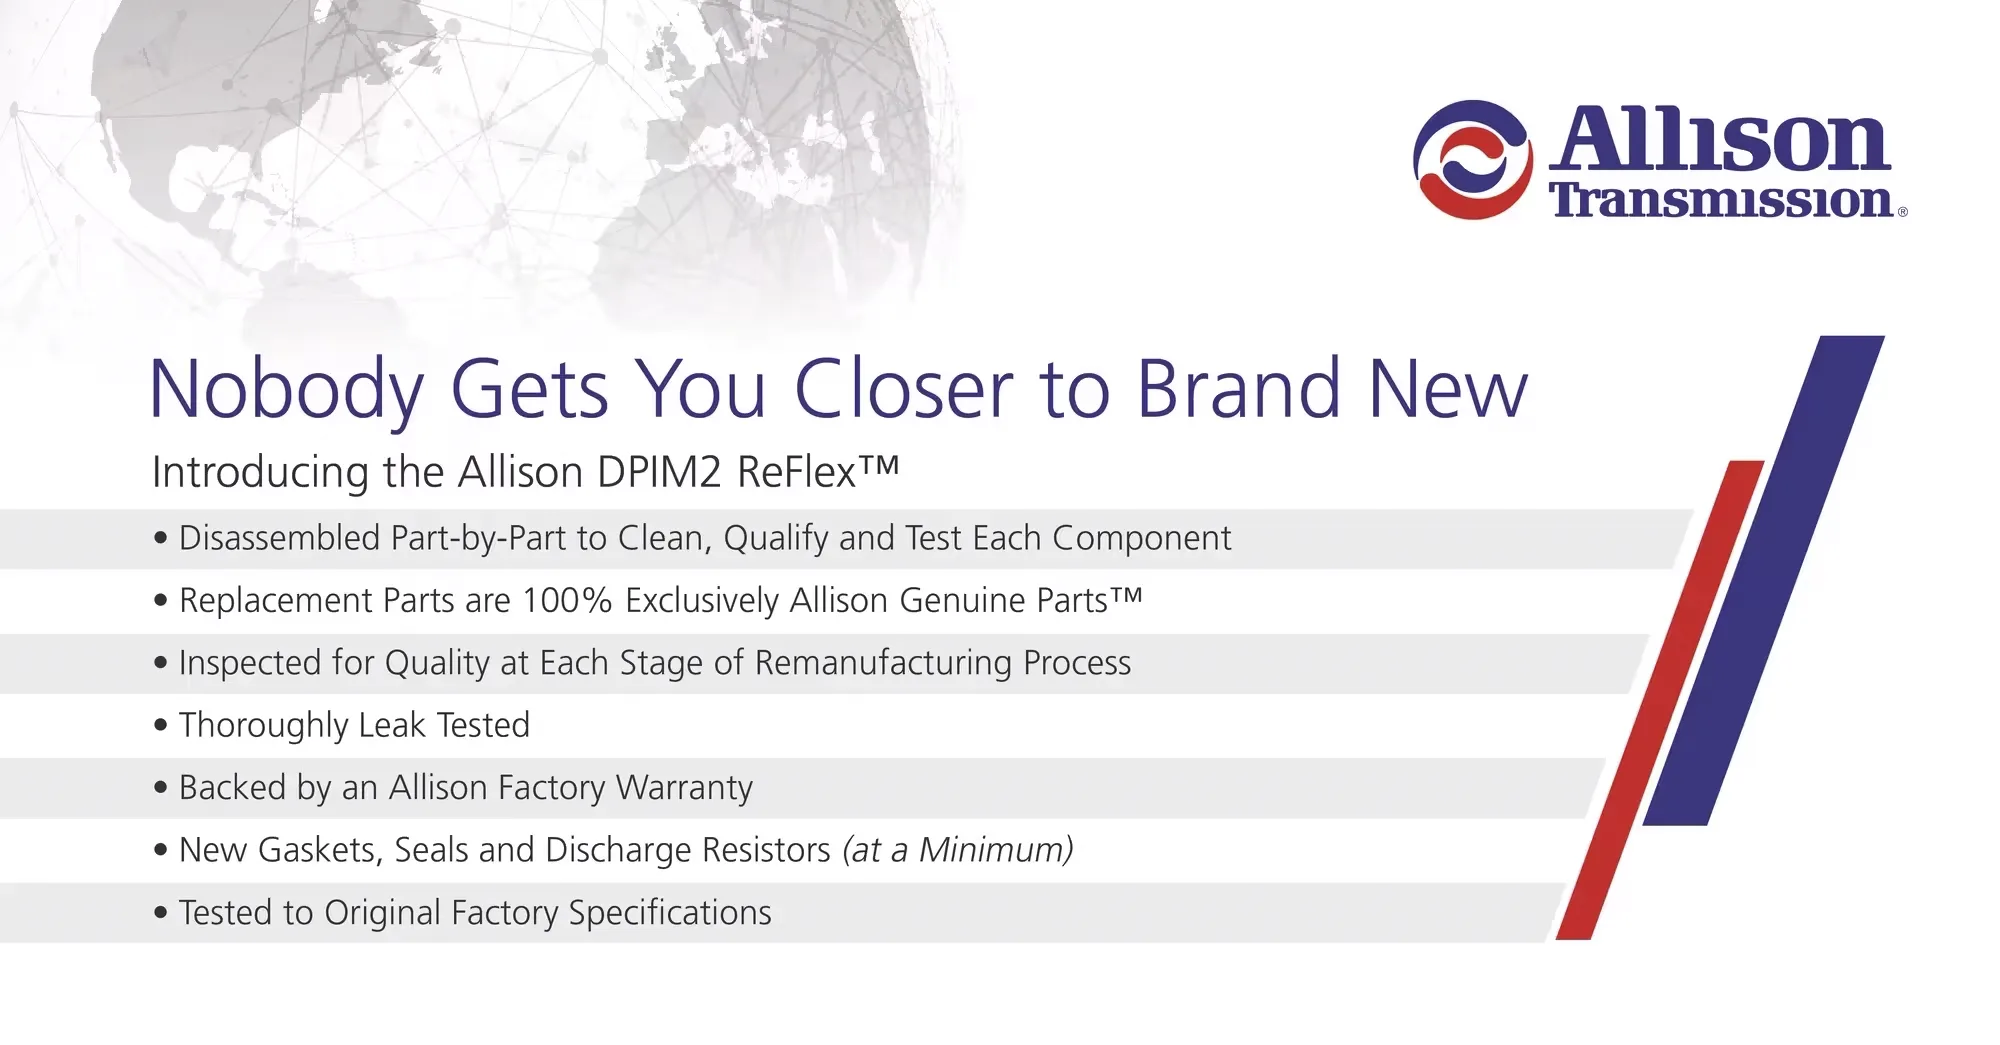 Allison
Transmission®
Nobody Gets You Closer to Brand New
Introducing the Allison DPIM2 ReFlex™
• Disassembled Part-by-Part to Clean, Qualify and Test Each Component
• Replacement Parts are 100% Exclusively Allison Genuine Parts™
• Inspected for Quality at Each Stage of Remanufacturing Process
• Thoroughly Leak Tested
• Backed by an Allison Factory Warranty
• New Gaskets, Seals and Discharge Resistors (at a Minimum)
• Tested to Original Factory Specifications